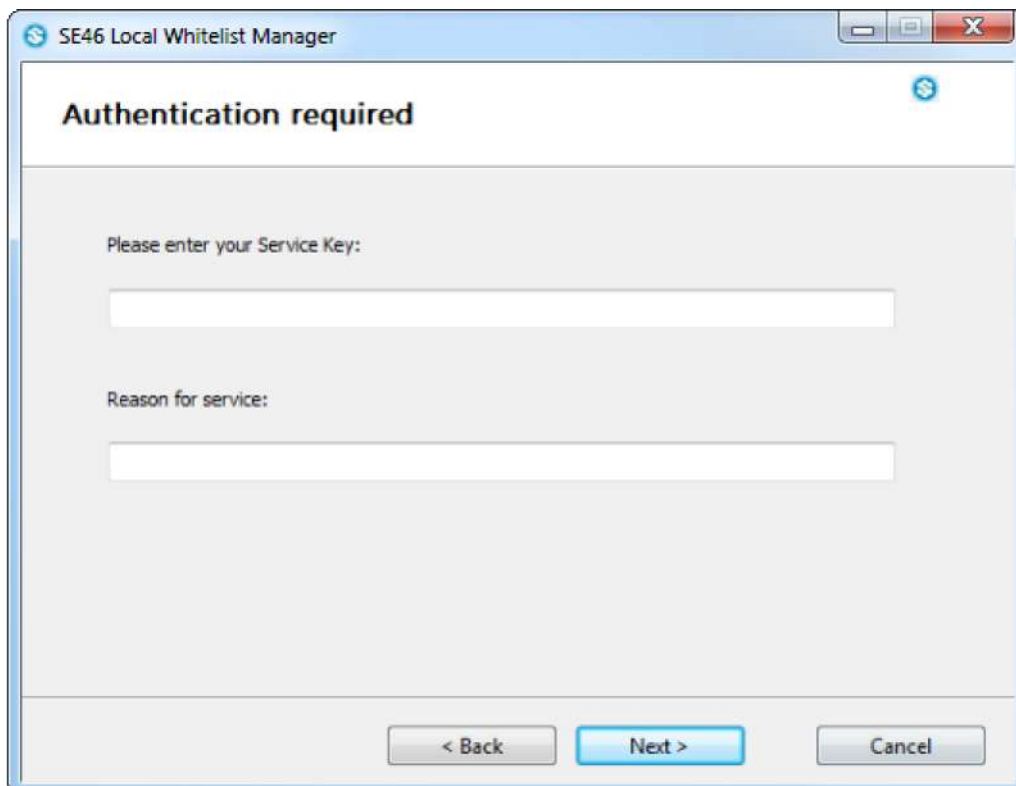 SE46 Local Whitelist Manager
Authentication required
Please enter your Service Key:
Reason for service:
< Back
Next >
Cancel